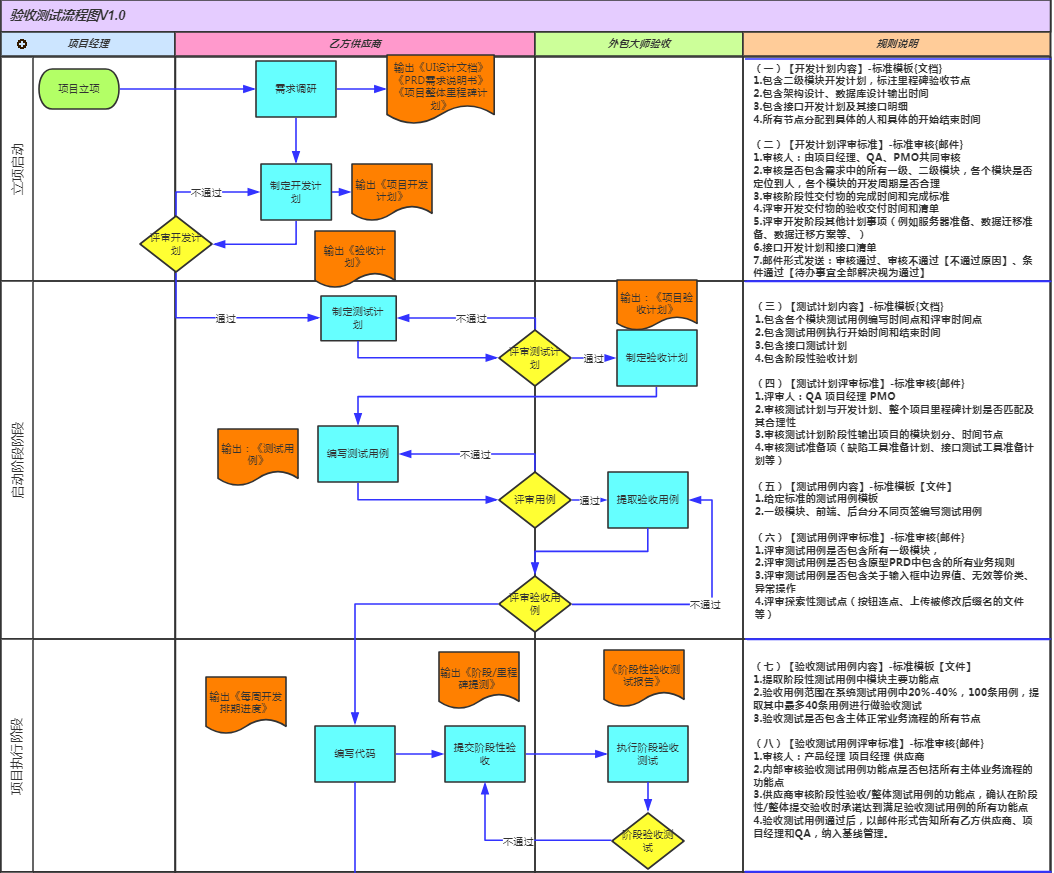 验收测试流程图V1.0
项目经理
乙方供应商
外包大师验收
规则说明
立项启动
项目立项
需求调研
输出《UI设计文档》
《PRD需求说明书》
《项目整体里程碑计
划》
不通过
制定开发计
划
输出《项目开发
计划》
评审开发计
划
输出《验收计
划》
(一)【开发计划内容】-标准模板{文档}
1.包含二级模块开发计划，标注里程碑验收节点
2.包含架构设计、数据库设计输出时间
3.包含接口开发计划及其接口明细
4.所有节点分配到具体的人和具体的开始结束时间
(二)【开发计划评审标准】-标准审核{邮件}
1.审核人：由项目经理、QA、PMO共同审核
2.审核是否包含需求中的所有一级、二级模块，各个模块是否
定位到人，各个模块的开发周期是否合理
3.审核阶段性交付物的完成时间和完成标准
4.评审开发交付物的验收交付时间和清单
5.评审开发阶段其他计划事项（例如服务器准备、数据迁移准
备、数据迁移方案等、）
6.接口开发计划和接口清单
7.邮件形式发送：审核通过、审核不通过【不通过原因】、条
件通过【待办事宜全部解决视为通过】
启动阶段阶段
通过
制定测试计
划
不通过
输出：《项目验
收计划》
评审测试计
划
通过
制定验收计划
输出：《测试用
例》
编写测试用例
不通过
评审用例
通过
提取验收用例
评审验收用
例
不通过
(三)【测试计划内容】-标准模板{文档}
1.包含各个模块测试用例编写时间点和评审时间点
2.包含测试用例执行开始时间和结束时间
3.包含接口测试计划
4.包含阶段性验收计划
(四)【测试计划评审标准】-标准审核{邮件}
1.评审人：QA 项目经理 PMO
2.审核测试计划与开发计划、整个项目里程碑计划是否匹配及
其合理性
3.审核测试计划阶段性输出项目的模块划分、时间节点
4.审核测试准备项（缺陷工具准备计划、接口测试工具准备计
划等）
(五)【测试用例内容】-标准模板【文件】
1.给定标准的测试用例模板
2.一级模块、前端、后台分不同页签编写测试用例
(六)【测试用例评审标准】-标准审核{邮件}
1.评审测试用例是否包含所有一级模块，
2.评审测试用例是否包含原型PRD中包含的所有业务规则
3.评审测试用例是否包含关于输入框中边界值、无效等价类、
异常操作
4.评审探索性测试点（按钮连点、上传被修改后缀名的文件
等）
项目执行阶段
输出《每周开发
排期进度》
输出《阶段/里程
碑提测》
《阶段性验收测
试报告》
编写代码
提交阶段性验
收
执行阶段验收
测试
不通过
阶段验收测
试
(七)【验收测试用例内容】-标准模板【文件】
1.提取阶段性测试用例中模块主要功能点
2.验收用例范围在系统测试用例中20%-40%，100条用例，提
取其中最多40条用例进行做验收测试
3.验收测试是否包含主体正常业务流程的所有节点
(八)【验收测试用例评审标准】-标准审核{邮件}
1.审核人：产品经理 项目经理 供应商
2.内部审核验收测试用例功能点是否包括所有主体业务流程的
功能点
3.供应商审核阶段性验收/整体测试用例的功能点，确认在阶段
性/整体提交验收时承诺达到满足验收测试用例的所有功能点
4.验收测试用例通过后，以邮件形式告知所有乙方供应商、项
目经理和QA，纳入基线管理。